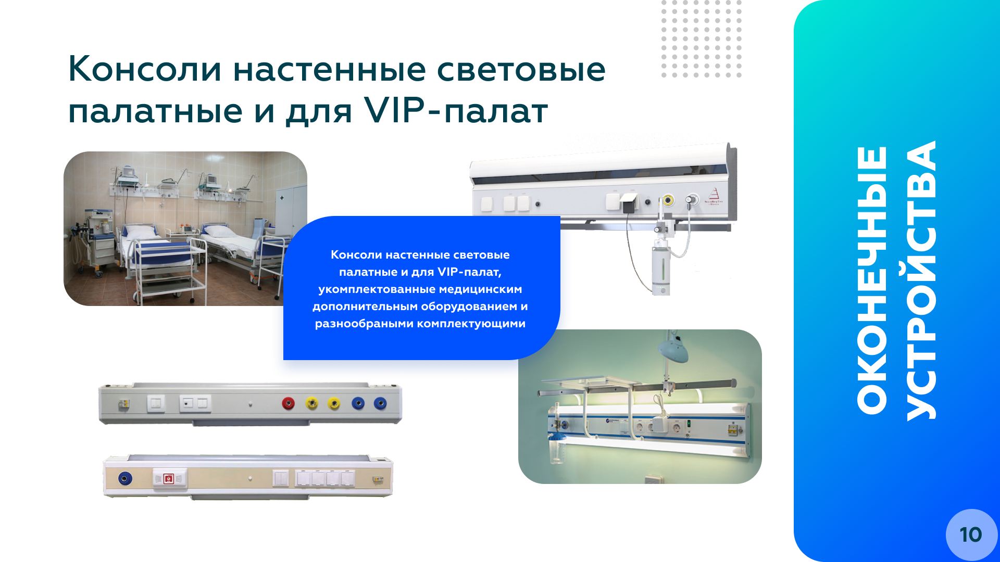 Консоли настенные световые
палатные и для VIP-палат
Консоли настенные световые
палатные и для VIP-палат,
укомплектованные медицинским
дополнительным оборудованием и
разнообраными комплектующими
ОКОНЕЧНЫЕ
УСТРОЙСТВА
10